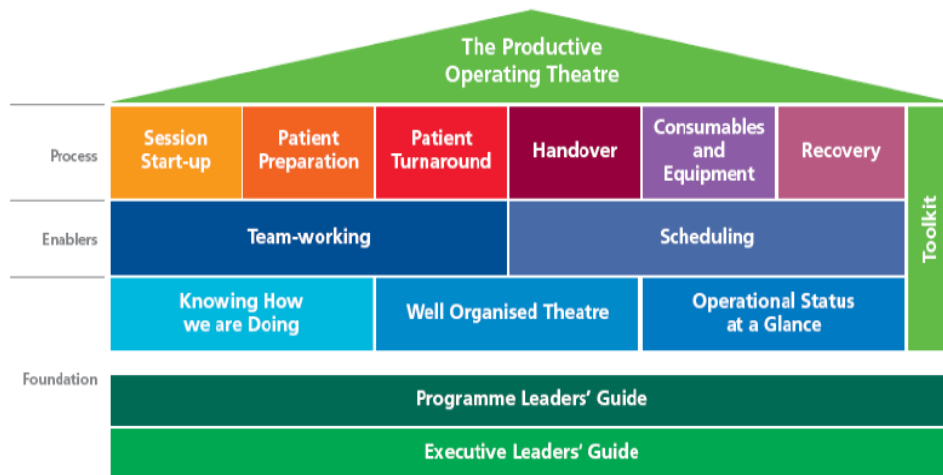 The Productive
Operating Theatre
Process
Session
Start-up
Patient
Preparation
Patient
Turnaround
Handover
Consumables
and
Equipment
Recovery
Toolkit
Enablers
Team-working
Scheduling
Knowing How
we are Doing
Well Organised Theatre
Operational Status
at a Glance
Foundation
Programme Leaders' Guide
Executive Leaders' Guide